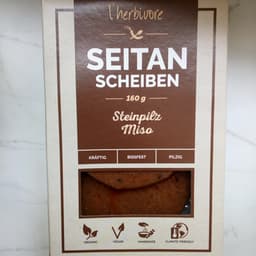 l'herbivore
SEITAN
SCHEIBEN
160 g
Steinpilz
Miso
KRÄFTIG
BISSFEST
PILZIG
ORGANIC
VEGAN
HANDMADE
CLIMATE FRIENDLY